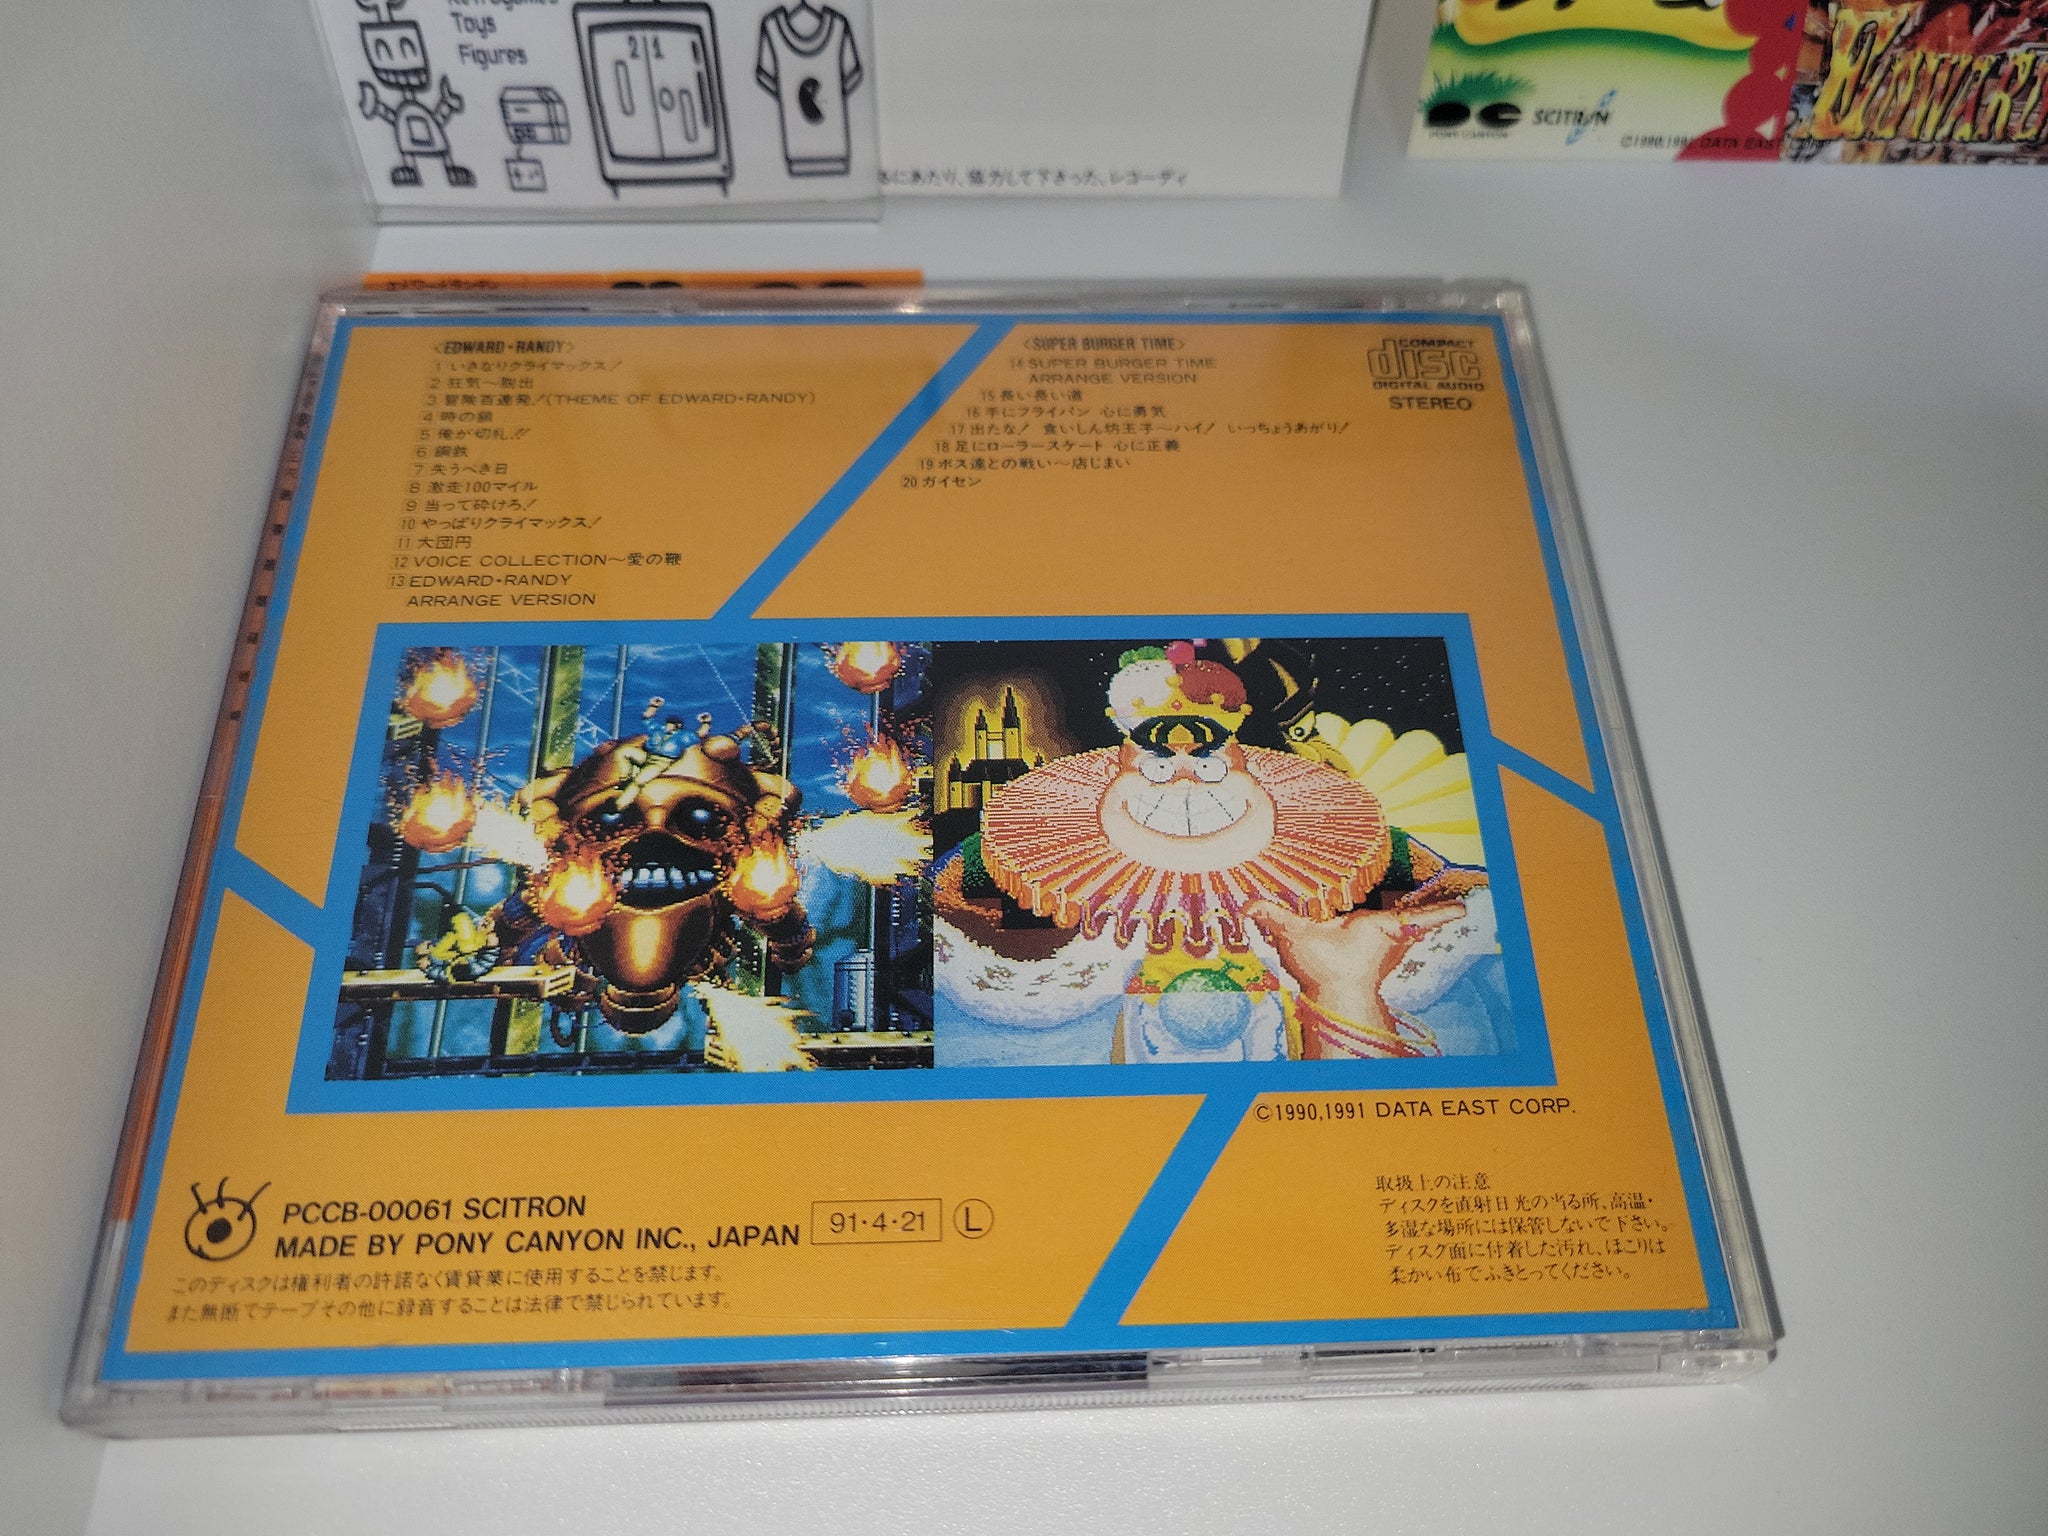 Toys
Figures
るにあたり、協力して下さった、レコーディ
PONY CANYON
SCITRON
©1990,1991 DATA EAST
<EDWARD・RANDY>
1 いきなりクライマックス!
2 狂気〜脱出
3 冒険百連発!(THEME OF EDWARD・RANDY)
4 時の鎖
5 俺が切札!!
6 鋼鉄
7 失うべき日
8 激走100マイル
9 当って砕けろ!
10 やっぱりクライマックス!
11 大団円
12 VOICE COLLECTION〜愛の鞭
13 EDWARD・RANDY
ARRANGE VERSION
<SUPER BURGER TIME>
14 SUPER BURGER TIME
ARRANGE VERSION
15 長い長い道
16 手にフライパン 心に勇気
17 出たな! 食いしん坊王子〜ハイ! いっちょうあがり!
18 足にローラースケート 心に正義
19 ボス達との戦い〜店じまい
20 ガイセン
COMPACT
disc
DIGITAL AUDIO
STEREO
©1990,1991 DATA EAST CORP.
PCCB-00061 SCITRON
MADE BY PONY CANYON INC., JAPAN
91・4・21
L
このディスクは権利者の許諾なく賃貸業に使用することを禁じます。
また無断でテープその他に録音することは法律で禁じられています。
取扱上の注意
ディスクを直射日光の当る所、高温・
多湿な場所には保管しないで下さい。
ディスク面に付着した汚れ、ほこりは
柔かい布でふきとってください。